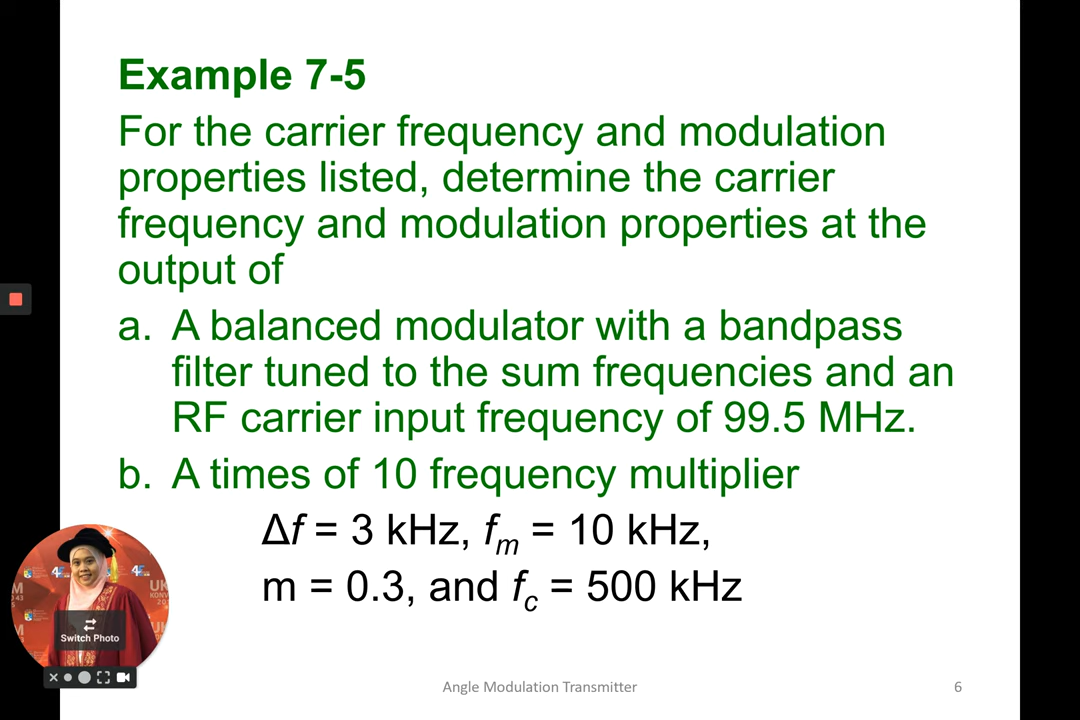 Example 7-5
For the carrier frequency and modulation
properties listed, determine the carrier
frequency and modulation properties at the
output of
a. A balanced modulator with a bandpass
filter tuned to the sum frequencies and an
RF carrier input frequency of 99.5 MHz.
b. A times of 10 frequency multiplier
Δf = 3 kHz, fm = 10 kHz,
m = 0.3, and fc = 500 kHz
Switch Photo
Angle Modulation Transmitter
6